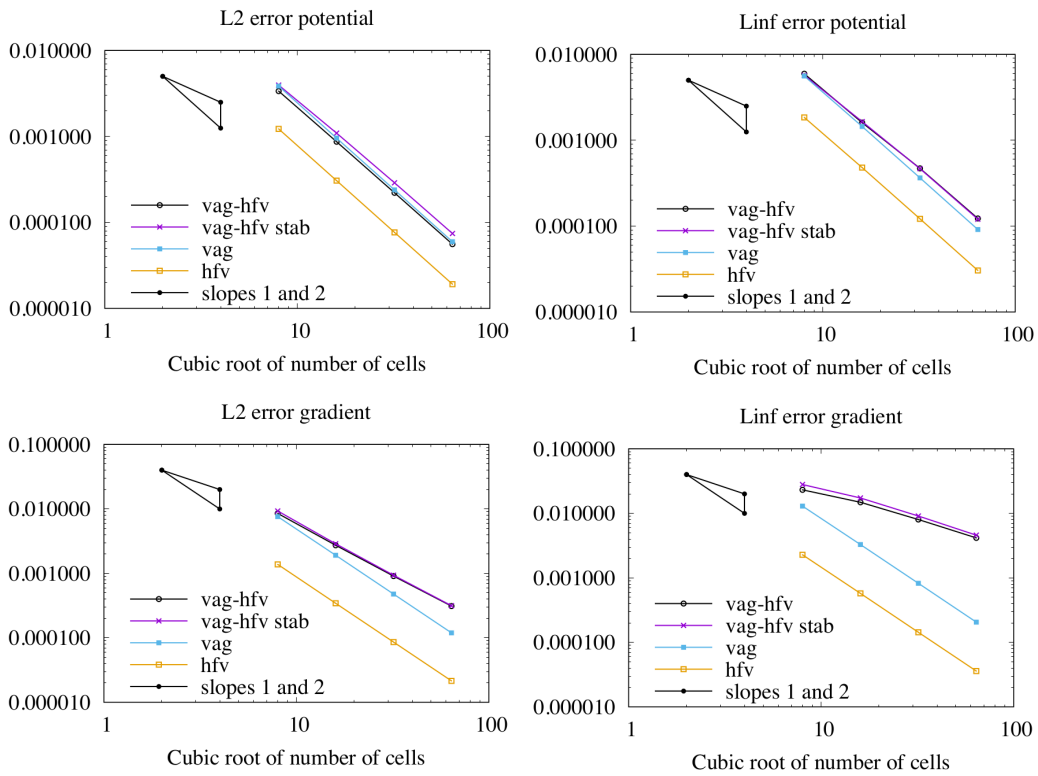 L2 error potential
0.010000
0.001000
0.000100
0.000010
vag-hfv
vag-hfv stab
vag
hfv
slopes 1 and 2
1
10
100
Cubic root of number of cells
Linf error potential
0.010000
0.001000
0.000100
0.000010
vag-hfv
vag-hfv stab
vag
hfv
slopes 1 and 2
1
10
100
Cubic root of number of cells
L2 error gradient
0.100000
0.010000
0.001000
0.000100
0.000010
vag-hfv
vag-hfv stab
vag
hfv
slopes 1 and 2
1
10
100
Cubic root of number of cells
Linf error gradient
0.100000
0.010000
0.001000
0.000100
0.000010
vag-hfv
vag-hfv stab
vag
hfv
slopes 1 and 2
1
10
100
Cubic root of number of cells